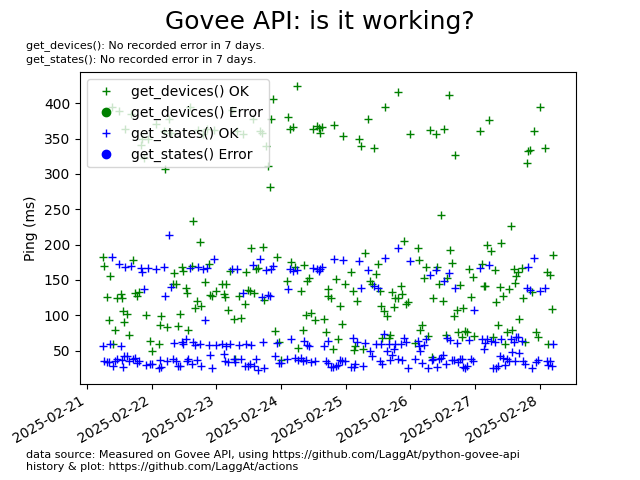 Govee API: is it working?
get_devices(): No recorded error in 7 days.
get_states(): No recorded error in 7 days.
get_devices() OK
get_devices() Error
get_states() OK
get_states() Error
Ping (ms)
400
350
300
250
200
150
100
50
2025-02-21
2025-02-22
2025-02-23
2025-02-24
2025-02-25
2025-02-26
2025-02-27
2025-02-28
data source: Measured on Govee API, using https://github.com/LaggAt/python-govee-api
history & plot: https://github.com/LaggAt/actions